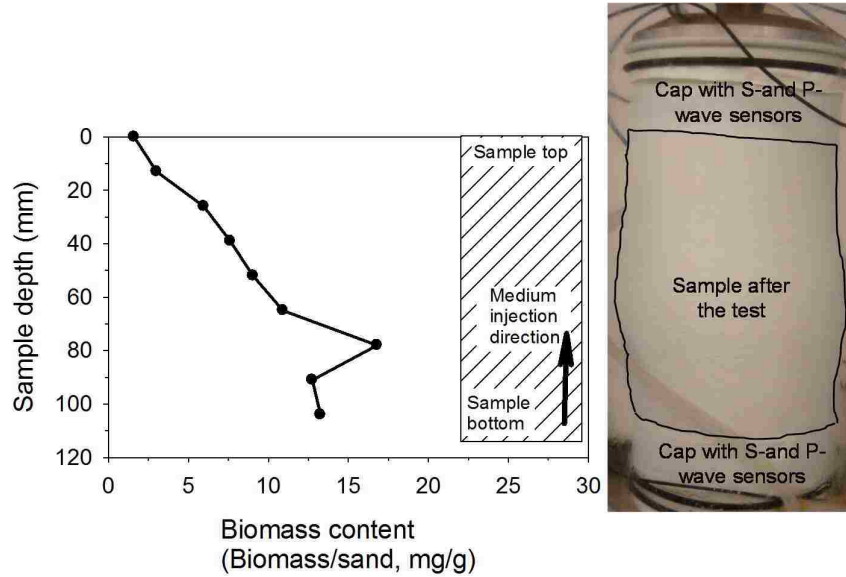 0
20
40
60
80
100
120
Sample depth (mm)
0 5 10 15 20 25 30
Biomass content
(Biomass/sand, mg/g)
Sample top
Medium
injection
direction
Sample
bottom
Cap with S-and P-
wave sensors
Sample after
the test
Cap with S-and P-
wave sensors